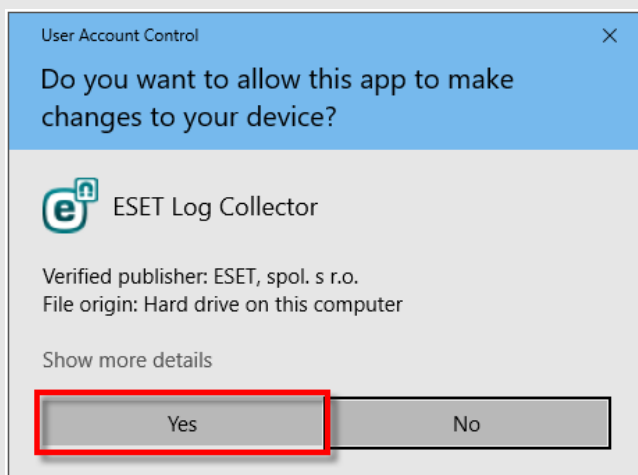 User Account Control
Do you want to allow this app to make
changes to your device?
e
ESET Log Collector
Verified publisher: ESET, spol. s r.o.
File origin: Hard drive on this computer
Show more details
Yes
No